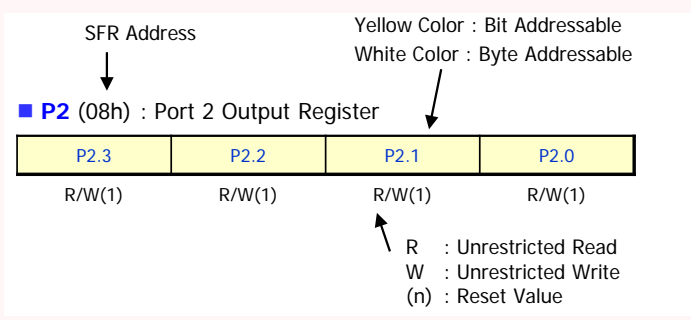 SFR Address
Yellow Color : Bit Addressable
White Color : Byte Addressable
P2 (08h) : Port 2 Output Register
P2.3 P2.2 P2.1 P2.0
R/W(1) R/W(1) R/W(1) R/W(1)
R : Unrestricted Read
W : Unrestricted Write
(n) : Reset Value